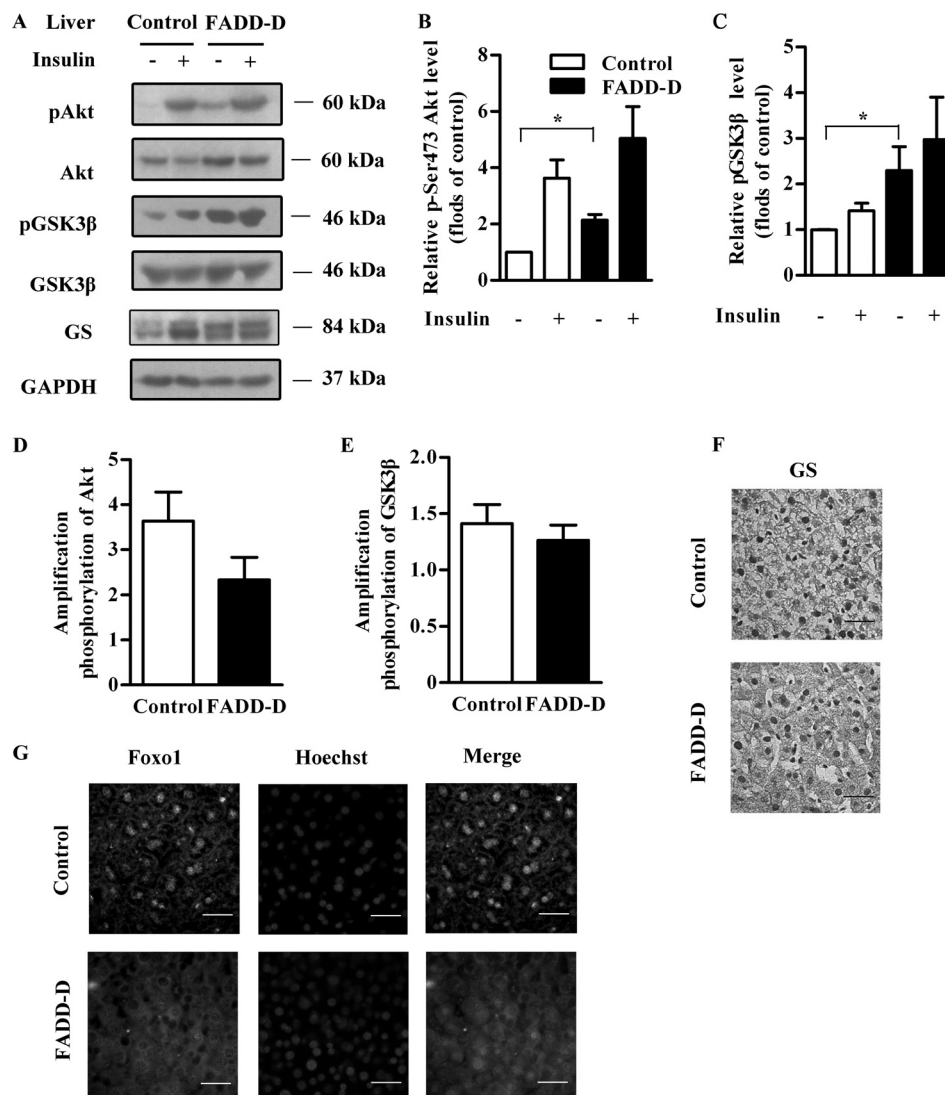 A Liver Control FADD-D
Insulin - + - +
pAkt 60 kDa
Akt 60 kDa
pGSK3β 46 kDa
GSK3β 46 kDa
GS 84 kDa
GAPDH 37 kDa
B
Relative p-Ser473 Akt level
(flods of control)
8
6
4
2
0
Control
FADD-D
*
Insulin - + - +
C
Relative pGSK3β level
(flods of control)
5
4
3
2
1
0
*
Insulin - + - +
D
Amplification
phosphorylation of Akt
5
4
3
2
1
0
Control FADD-D
E
Amplification
phosphorylation of GSK3β
2.0
1.5
1.0
0.5
0
Control FADD-D
F
GS
Control
FADD-D
G
Foxo1 Hoechst Merge
Control
FADD-D